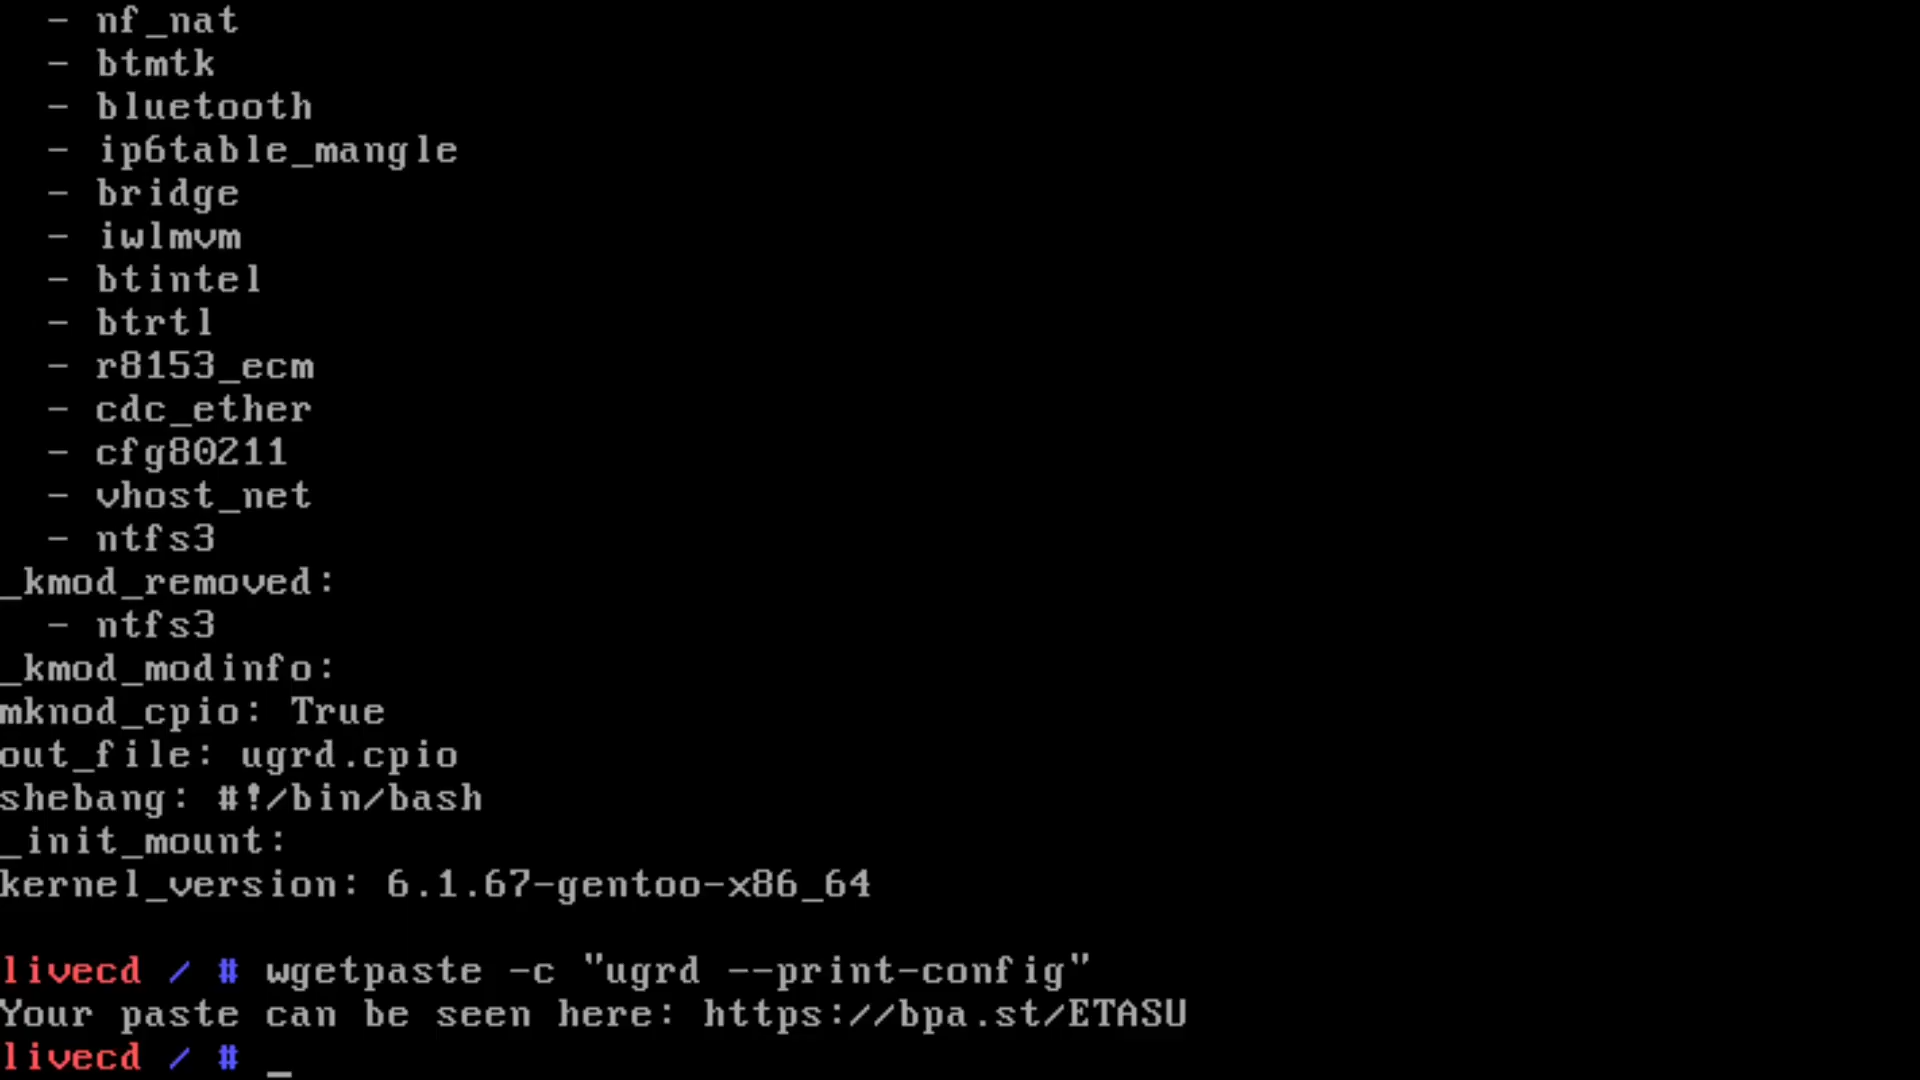 - nf_nat
- btmtk
- bluetooth
- ip6table_mangle
- bridge
- iwlmvm
- btintel
- btrtl
- r8153_ecm
- cdc_ether
- cfg80211
- vhost_net
- ntfs3
_kmod_removed:
- ntfs3
_kmod_modinfo:
mknod_cpio: True
out_file: ugrd.cpio
shebang: #!/bin/bash
_init_mount:
kernel_version: 6.1.67-gentoo-x86_64
livecd / # wgetpaste -c "ugrd --print-config"
Your paste can be seen here: https://bpa.st/ETASU
livecd / # _